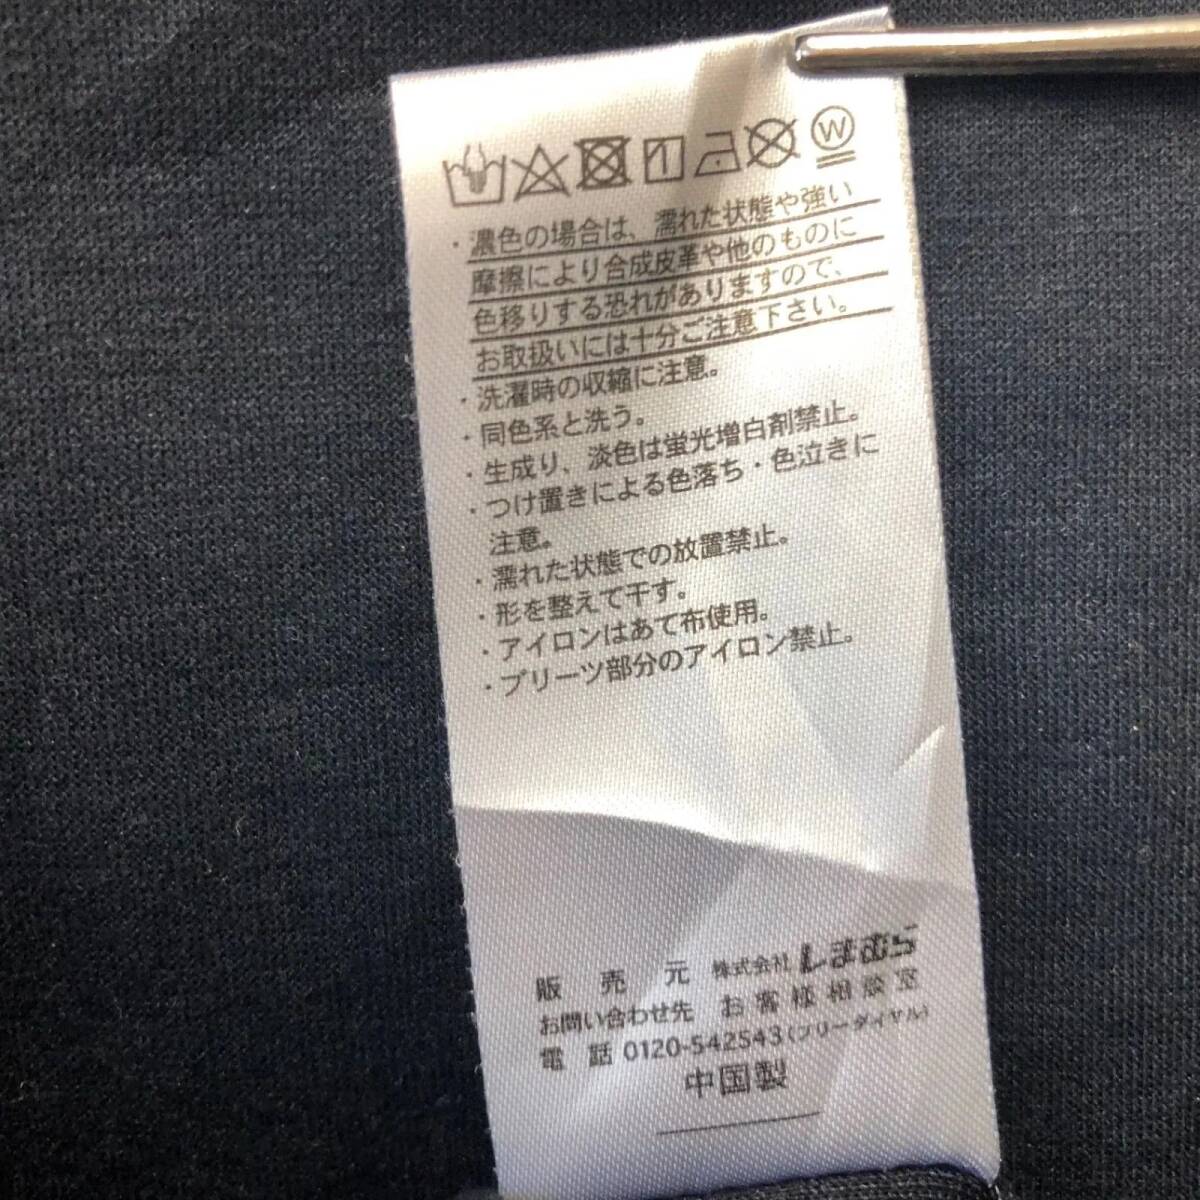 W
・濃色の場合は、濡れた状態や強い
摩擦により合成皮革や他のものに
色移りする恐れがありますので、
お取扱いには十分ご注意下さい。
・洗濯時の収縮に注意。
・同色系と洗う。
・生成り、淡色は蛍光増白剤禁止。
・つけ置きによる色落ち・色泣きに
注意。
・濡れた状態での放置禁止。
・形を整えて干す。
・アイロンはあて布使用。
・プリーツ部分のアイロン禁止。
販売元 株式会社しまむら
お問い合わせ先 お客様相談室
電話 0120-542543(フリーダイヤル)
中国製